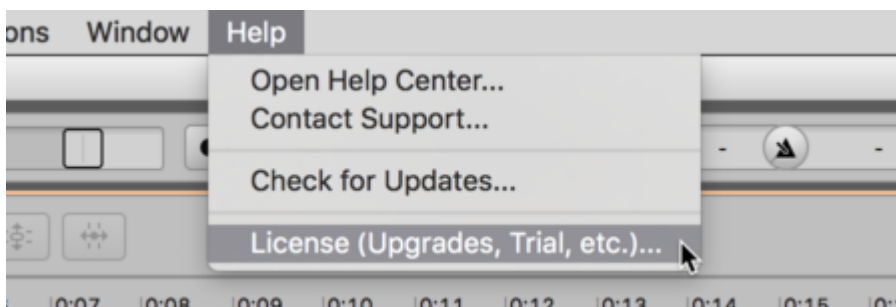 ons Window Help
Open Help Center...
Contact Support...
Check for Updates...
License (Upgrades, Trial, etc.)...
0:07 0:08 0:09 0:10 0:11 0:12 0:13 0:14 0:15